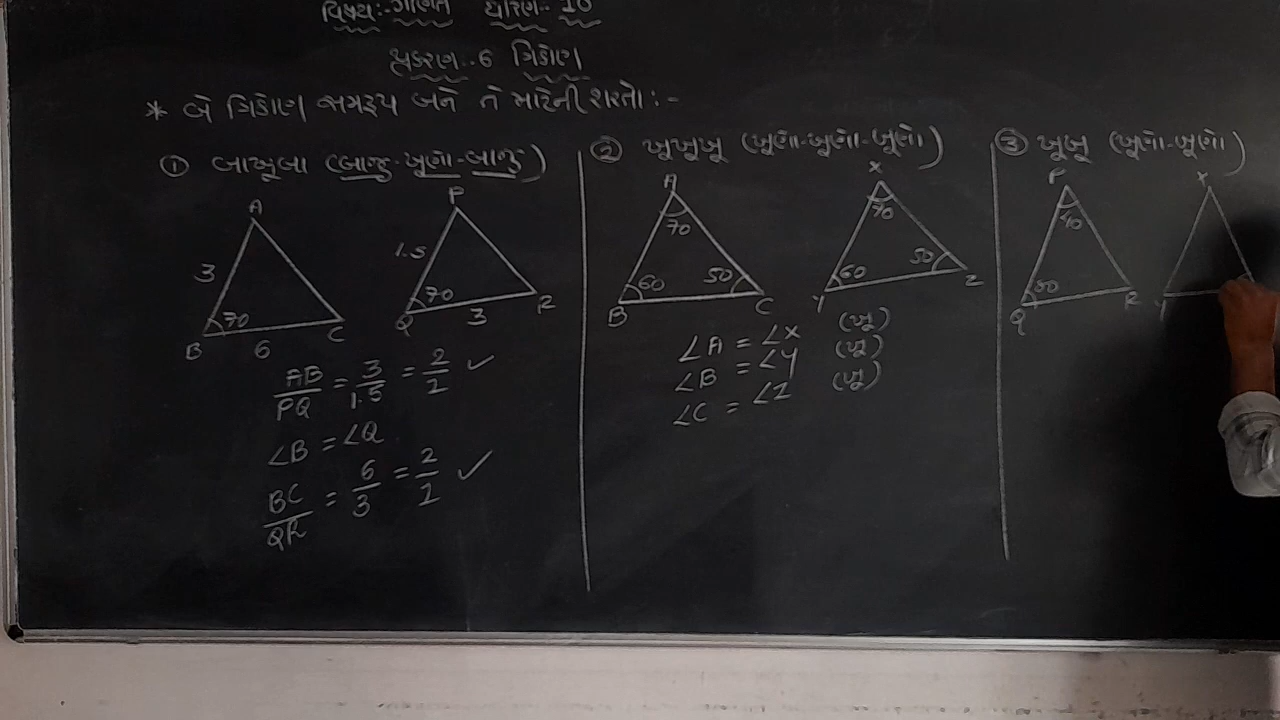 વિષય:- ગણિત ધોરણ- 10
પ્રકરણ:-6 ત્રિકોણ
* બે ત્રિકોણ સમરૂપ બને તે માટેની શરતો :-
① બાખૂબા (બાજુ-ખૂણો-બાજુ)
A
P
3
1.5
70
70
B
6
C
Q
3
R
AB/PQ = 3/1.5 = 2/1 ✓
∠B = ∠Q
BC/QR = 6/3 = 2/1 ✓
② ખૂખૂખૂ (ખૂણો-ખૂણો-ખૂણો)
A
X
70
70
60
50
60
50
B
C
Y
Z
∠A = ∠X (ખૂ)
∠B = ∠Y (ખૂ)
∠C = ∠Z (ખૂ)
③ ખૂખૂ (ખૂણો-ખૂણો)
P
X
40
80
Q
R
Y